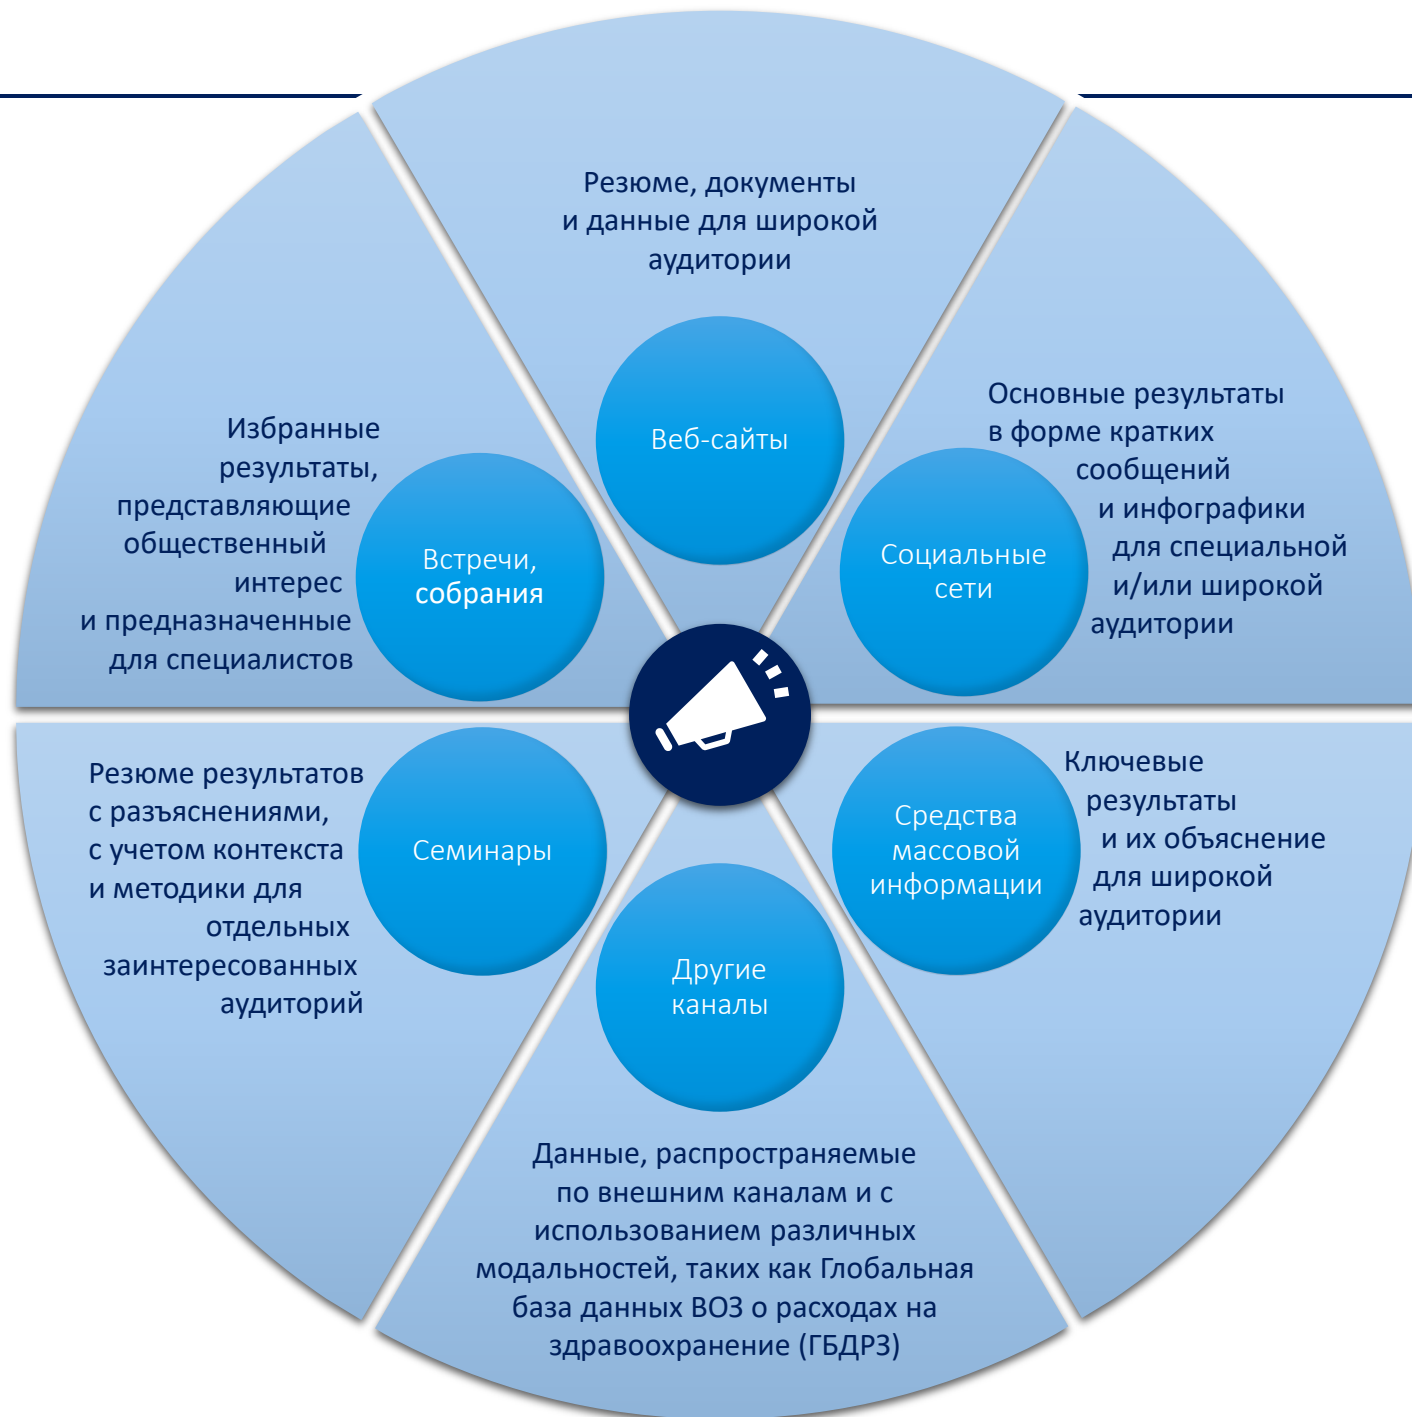 Резюме, документы
и данные для широкой
аудитории
Веб-сайты
Основные результаты
в форме кратких
сообщений
и инфографики
для специальной
и/или широкой
аудитории
Социальные
сети
Ключевые
результаты
и их объяснение
для широкой
аудитории
Средства
массовой
информации
Другие
каналы
Данные, распространяемые
по внешним каналам и с
использованием различных
модальностей, таких как Глобальная
база данных ВОЗ о расходах на
здравоохранение (ГБДРЗ)
Семинары
Резюме результатов
с разъяснениями,
с учетом контекста
и методики для
отдельных
заинтересованных
аудиторий
Встречи,
собрания
Избранные
результаты,
представляющие
общественный
интерес
и предназначенные
для специалистов